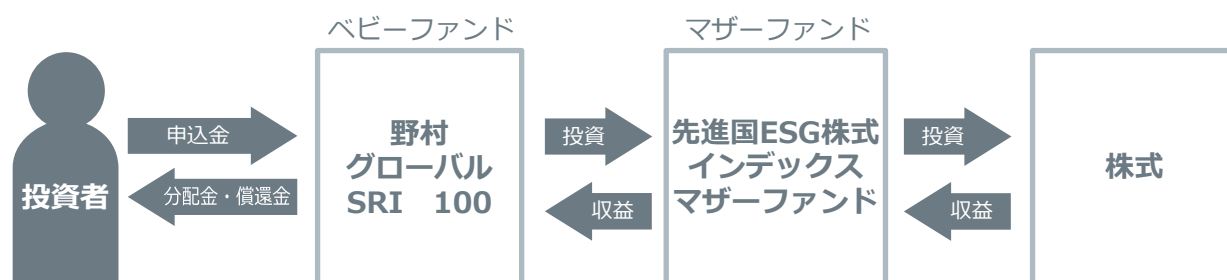 ベビーファンド
マザーファンド
投資者
申込金
分配金・償還金
野村
グローバル
SRI　100
投資
収益
先進国ESG株式
インデックス
マザーファンド
投資
収益
株式